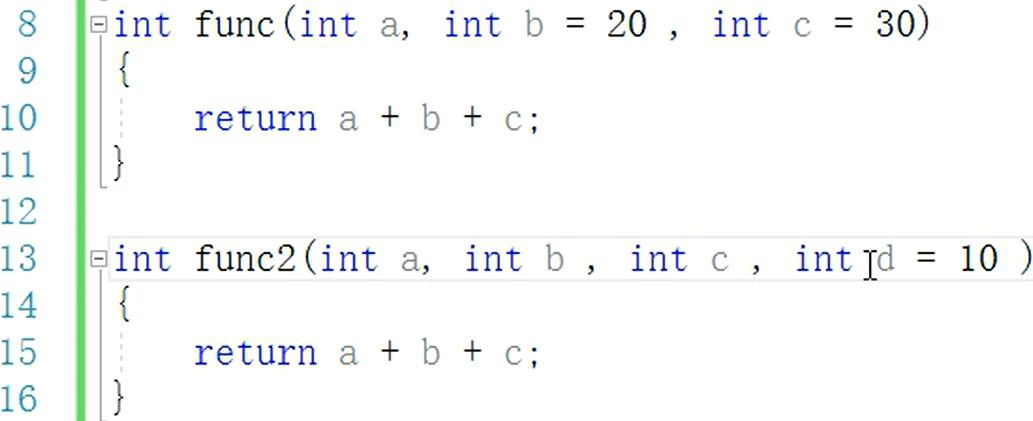 8 int func(int a, int b = 20 , int c = 30)
9 {
10 return a + b + c;
11 }
12
13 int func2(int a, int b , int c , int d = 10 )
14 {
15 return a + b + c;
16 }